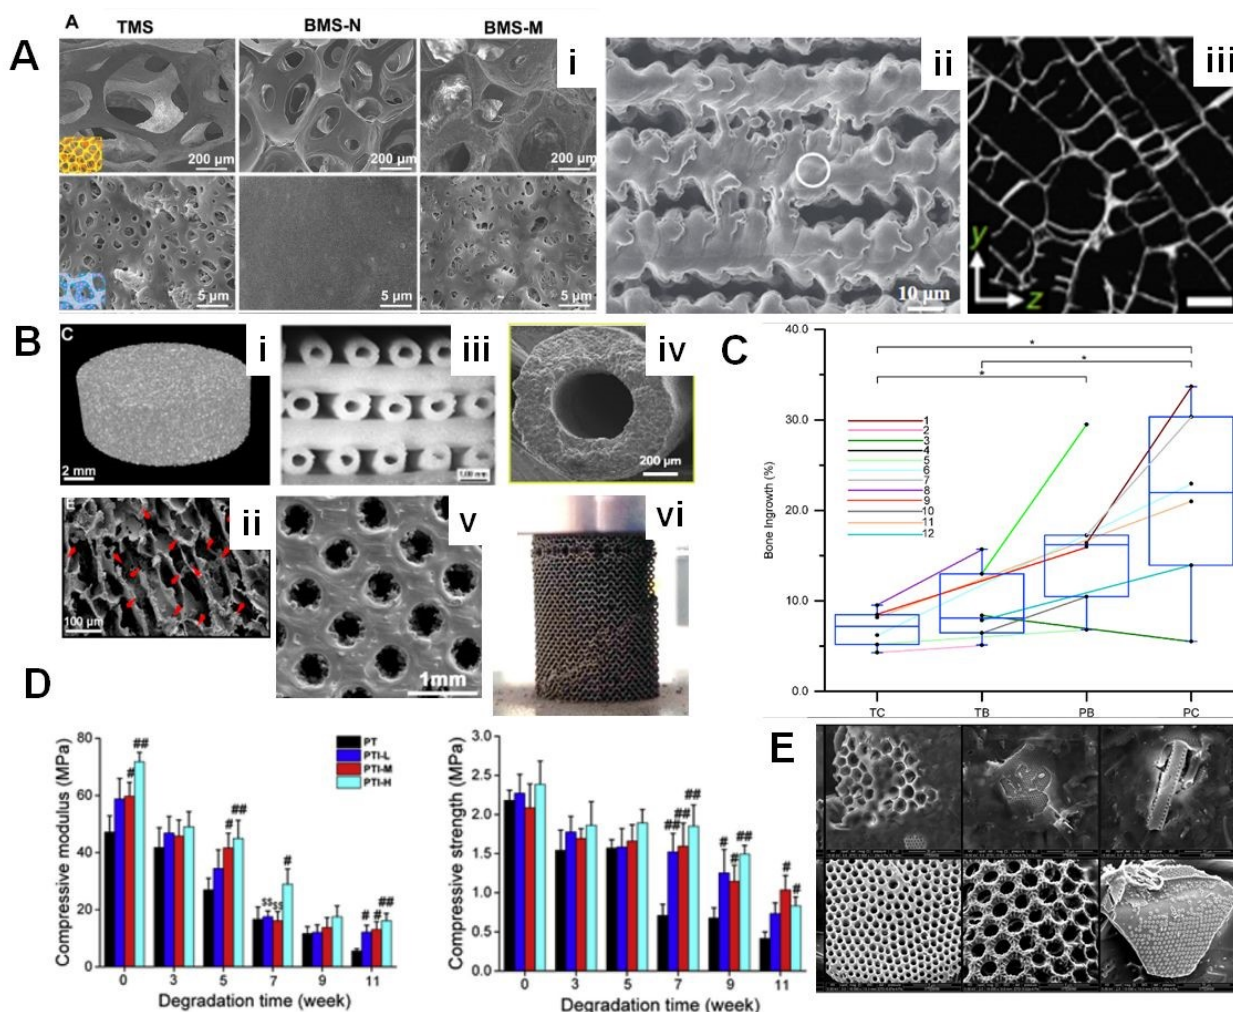 A
TMS BMS-N BMS-M
A
i
ii
iii
200 µm 200 µm 200 µm
5 µm 5 µm 5 µm
10 µm
y
z
B
C
i
iii
iv
2 mm
1.00 mm
200 µm
E
ii
v
vi
100 µm
1mm
C
40.0
30.0
20.0
10.0
0.0
Bone Ingrowth (%)
* * *
1
2
3
4
5
6
7
8
9
10
11
12
TC TB PB PC
D
Compressive modulus (MPa)
80
60
40
20
0
PT
PTI-L
PTI-M
PTI-H
# ##
# ##
$$ $$ #
# # ##
0 3 5 7 9 11
Degradation time (week)
Compressive strength (MPa)
3.0
2.5
2.0
1.5
1.0
0.5
0.0
## ## ##
# # ##
# #
0 3 5 7 9 11
Degradation time (week)
E